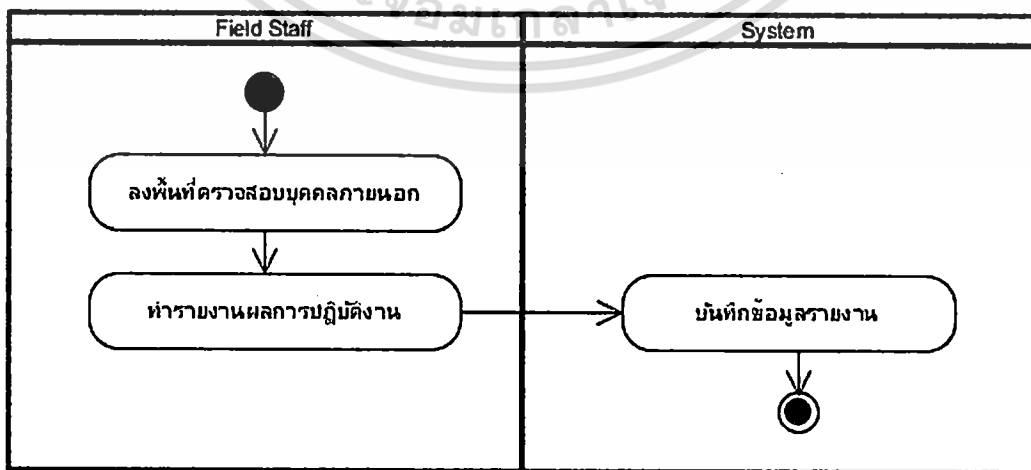 Field Staff
System
ลงพื้นที่ตรวจสอบบุคคลภายนอก
ทำรายงานผลการปฏิบัติงาน
บันทึกข้อมูลรายงาน